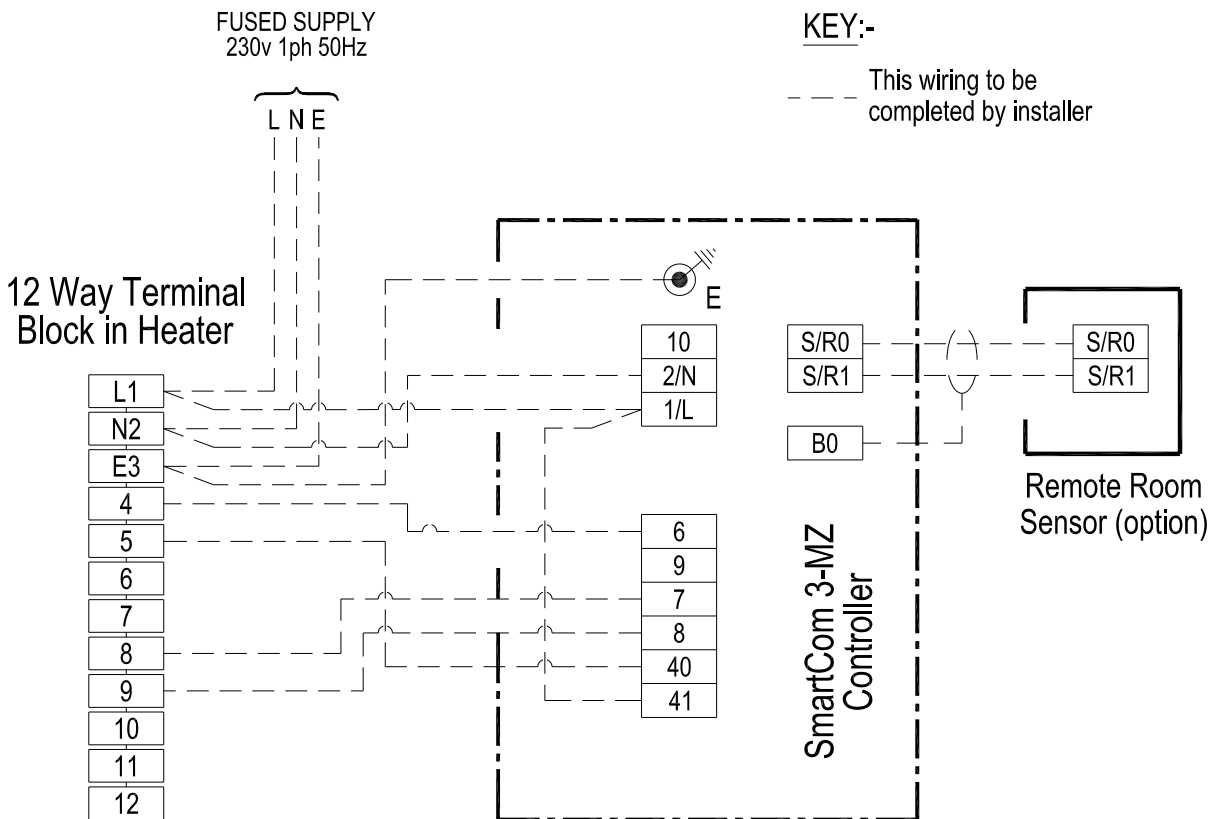 FUSED SUPPLY
230v 1ph 50Hz
L N E
KEY:-
This wiring to be
completed by installer
12 Way Terminal
Block in Heater
L1
N2
E3
4
5
6
7
8
9
10
11
12
E
10
2/N
1/L
6
9
7
8
40
41
S/R0
S/R1
B0
SmartCom 3-MZ
Controller
S/R0
S/R1
Remote Room
Sensor (option)